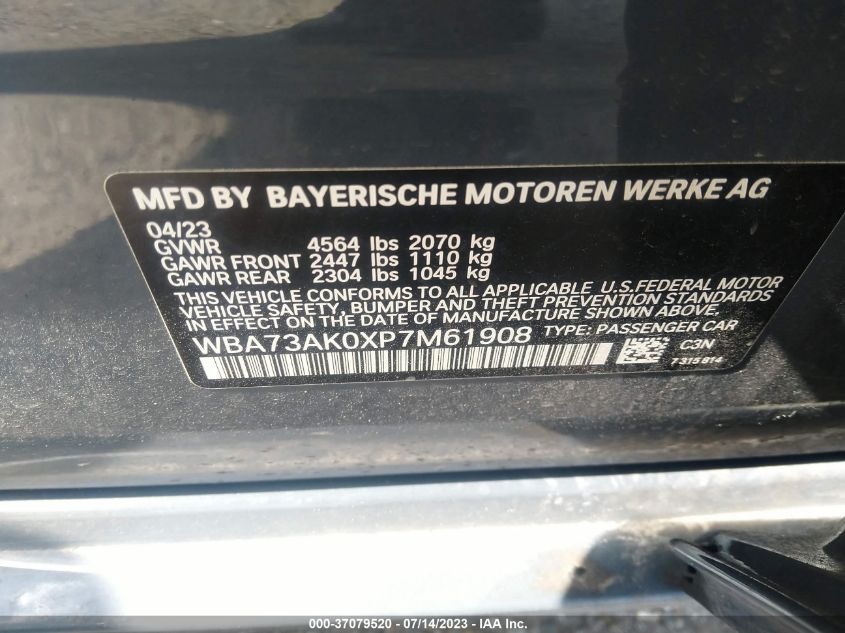 MFD BY BAYERISCHE MOTOREN WERKE AG
04/23
GVWR 4564 lbs 2070 kg
GAWR FRONT 2447 lbs 1110 kg
GAWR REAR 2304 lbs 1045 kg
THIS VEHICLE CONFORMS TO ALL APPLICABLE U.S.FEDERAL MOTOR
VEHICLE SAFETY, BUMPER AND THEFT PREVENTION STANDARDS
IN EFFECT ON THE DATE OF MANUFACTURE SHOWN ABOVE.
WBA73AK0XP7M61908 TYPE: PASSENGER CAR
C3N
7 315 814
000-37079520 - 07/14/2023 - © IAA Inc.